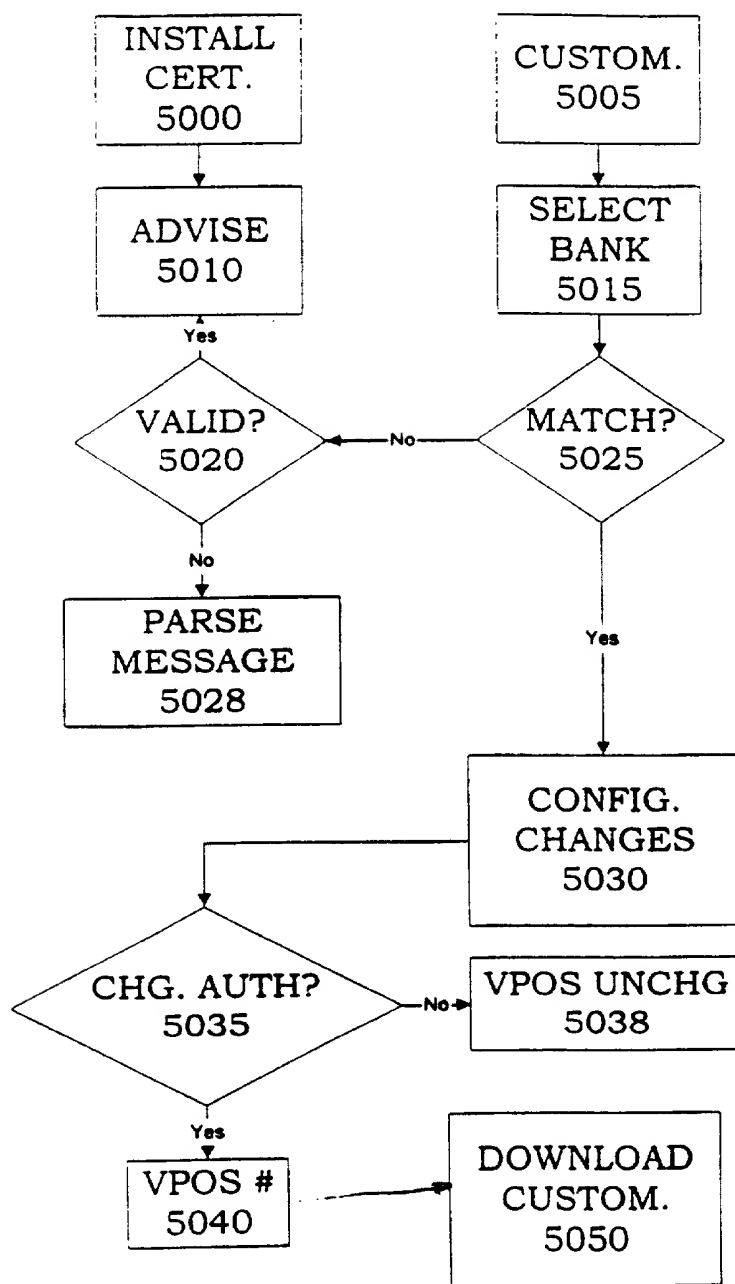 INSTALL
CERT.
5000
CUSTOM.
5005
ADVISE
5010
SELECT
BANK
5015
Yes
VALID?
5020
No
MATCH?
5025
No
PARSE
MESSAGE
5028
Yes
CONFIG.
CHANGES
5030
CHG. AUTH?
5035
No
VPOS UNCHG
5038
Yes
VPOS #
5040
DOWNLOAD
CUSTOM.
5050